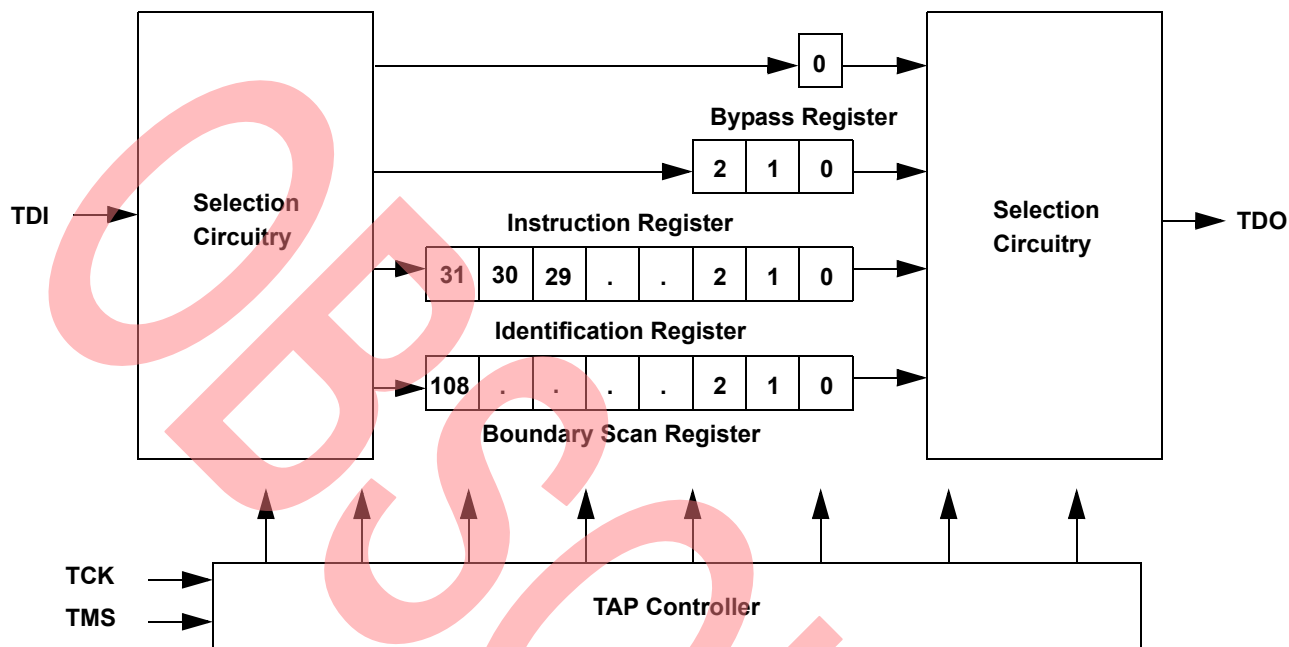 0
Bypass Register
2 1 0
TDI
Selection
Circuitry
Selection
Circuitry
TDO
Instruction Register
31 30 29 . . 2 1 0
Identification Register
108 . . . . 2 1 0
Boundary Scan Register
TCK
TMS
TAP Controller